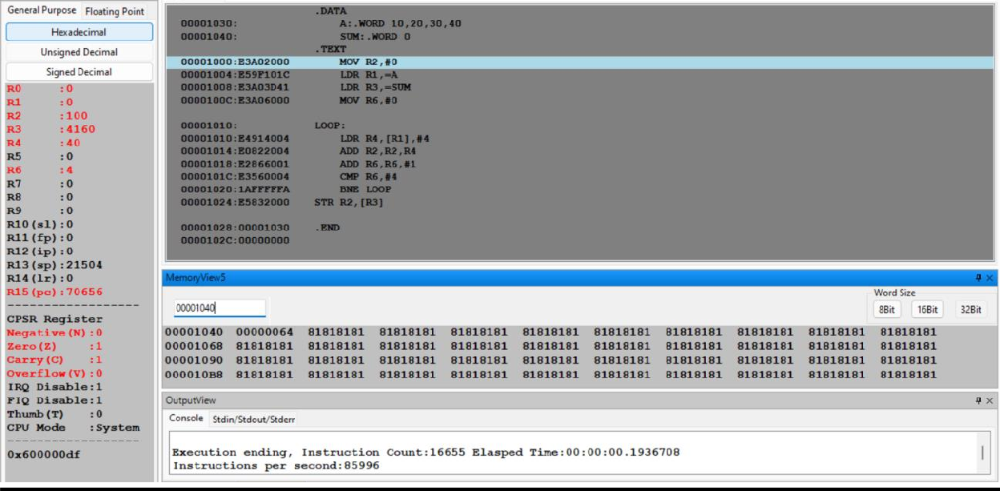 General Purpose Floating Point
Hexadecimal
Unsigned Decimal
Signed Decimal
R0 :0
R1 :0
R2 :100
R3 :4160
R4 :40
R5 :0
R6 :4
R7 :0
R8 :0
R9 :0
R10(sl):0
R11(fp):0
R12(ip):0
R13(sp):21504
R14(lr):0
R15(pc):70656
------------------
CPSR Register
Negative(N):0
Zero(Z) :1
Carry(C) :1
Overflow(V):0
IRQ Disable:1
FIQ Disable:1
Thumb(T) :0
CPU Mode :System
------------------
0x600000df
.DATA
00001030: A:.WORD 10,20,30,40
00001040: SUM:.WORD 0
.TEXT
00001000:E3A02000 MOV R2,#0
00001004:E59F101C LDR R1,=A
00001008:E3A03D41 LDR R3,=SUM
0000100C:E3A06000 MOV R6,#0
00001010: LOOP:
00001010:E4914004 LDR R4,[R1],#4
00001014:E0822004 ADD R2,R2,R4
00001018:E2866001 ADD R6,R6,#1
0000101C:E3560004 CMP R6,#4
00001020:1AFFFFFA BNE LOOP
00001024:E5832000 STR R2,[R3]
00001028:00001030 .END
0000102C:00000000
MemoryView5
00001040
Word Size
8Bit 16Bit 32Bit
00001040 00000064 81818181 81818181 81818181 81818181 81818181 81818181 81818181 81818181 81818181
00001068 81818181 81818181 81818181 81818181 81818181 81818181 81818181 81818181 81818181 81818181
00001090 81818181 81818181 81818181 81818181 81818181 81818181 81818181 81818181 81818181 81818181
000010B8 81818181 81818181 81818181 81818181 81818181 81818181 81818181 81818181 81818181 81818181
OutputView
Console Stdin/Stdout/Stderr
Execution ending, Instruction Count:16655 Elasped Time:00:00:00.1936708
Instructions per second:85996